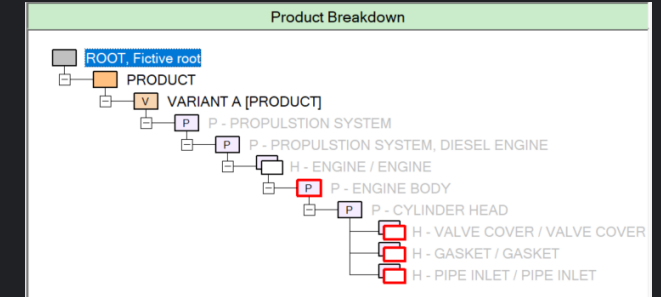 Product Breakdown
ROOT, Fictive root
PRODUCT
V VARIANT A [PRODUCT]
P P - PROPULSTION SYSTEM
P P - PROPULSTION SYSTEM, DIESEL ENGINE
H - ENGINE / ENGINE
P P - ENGINE BODY
P P - CYLINDER HEAD
H - VALVE COVER / VALVE COVER
H - GASKET / GASKET
H - PIPE INLET / PIPE INLET